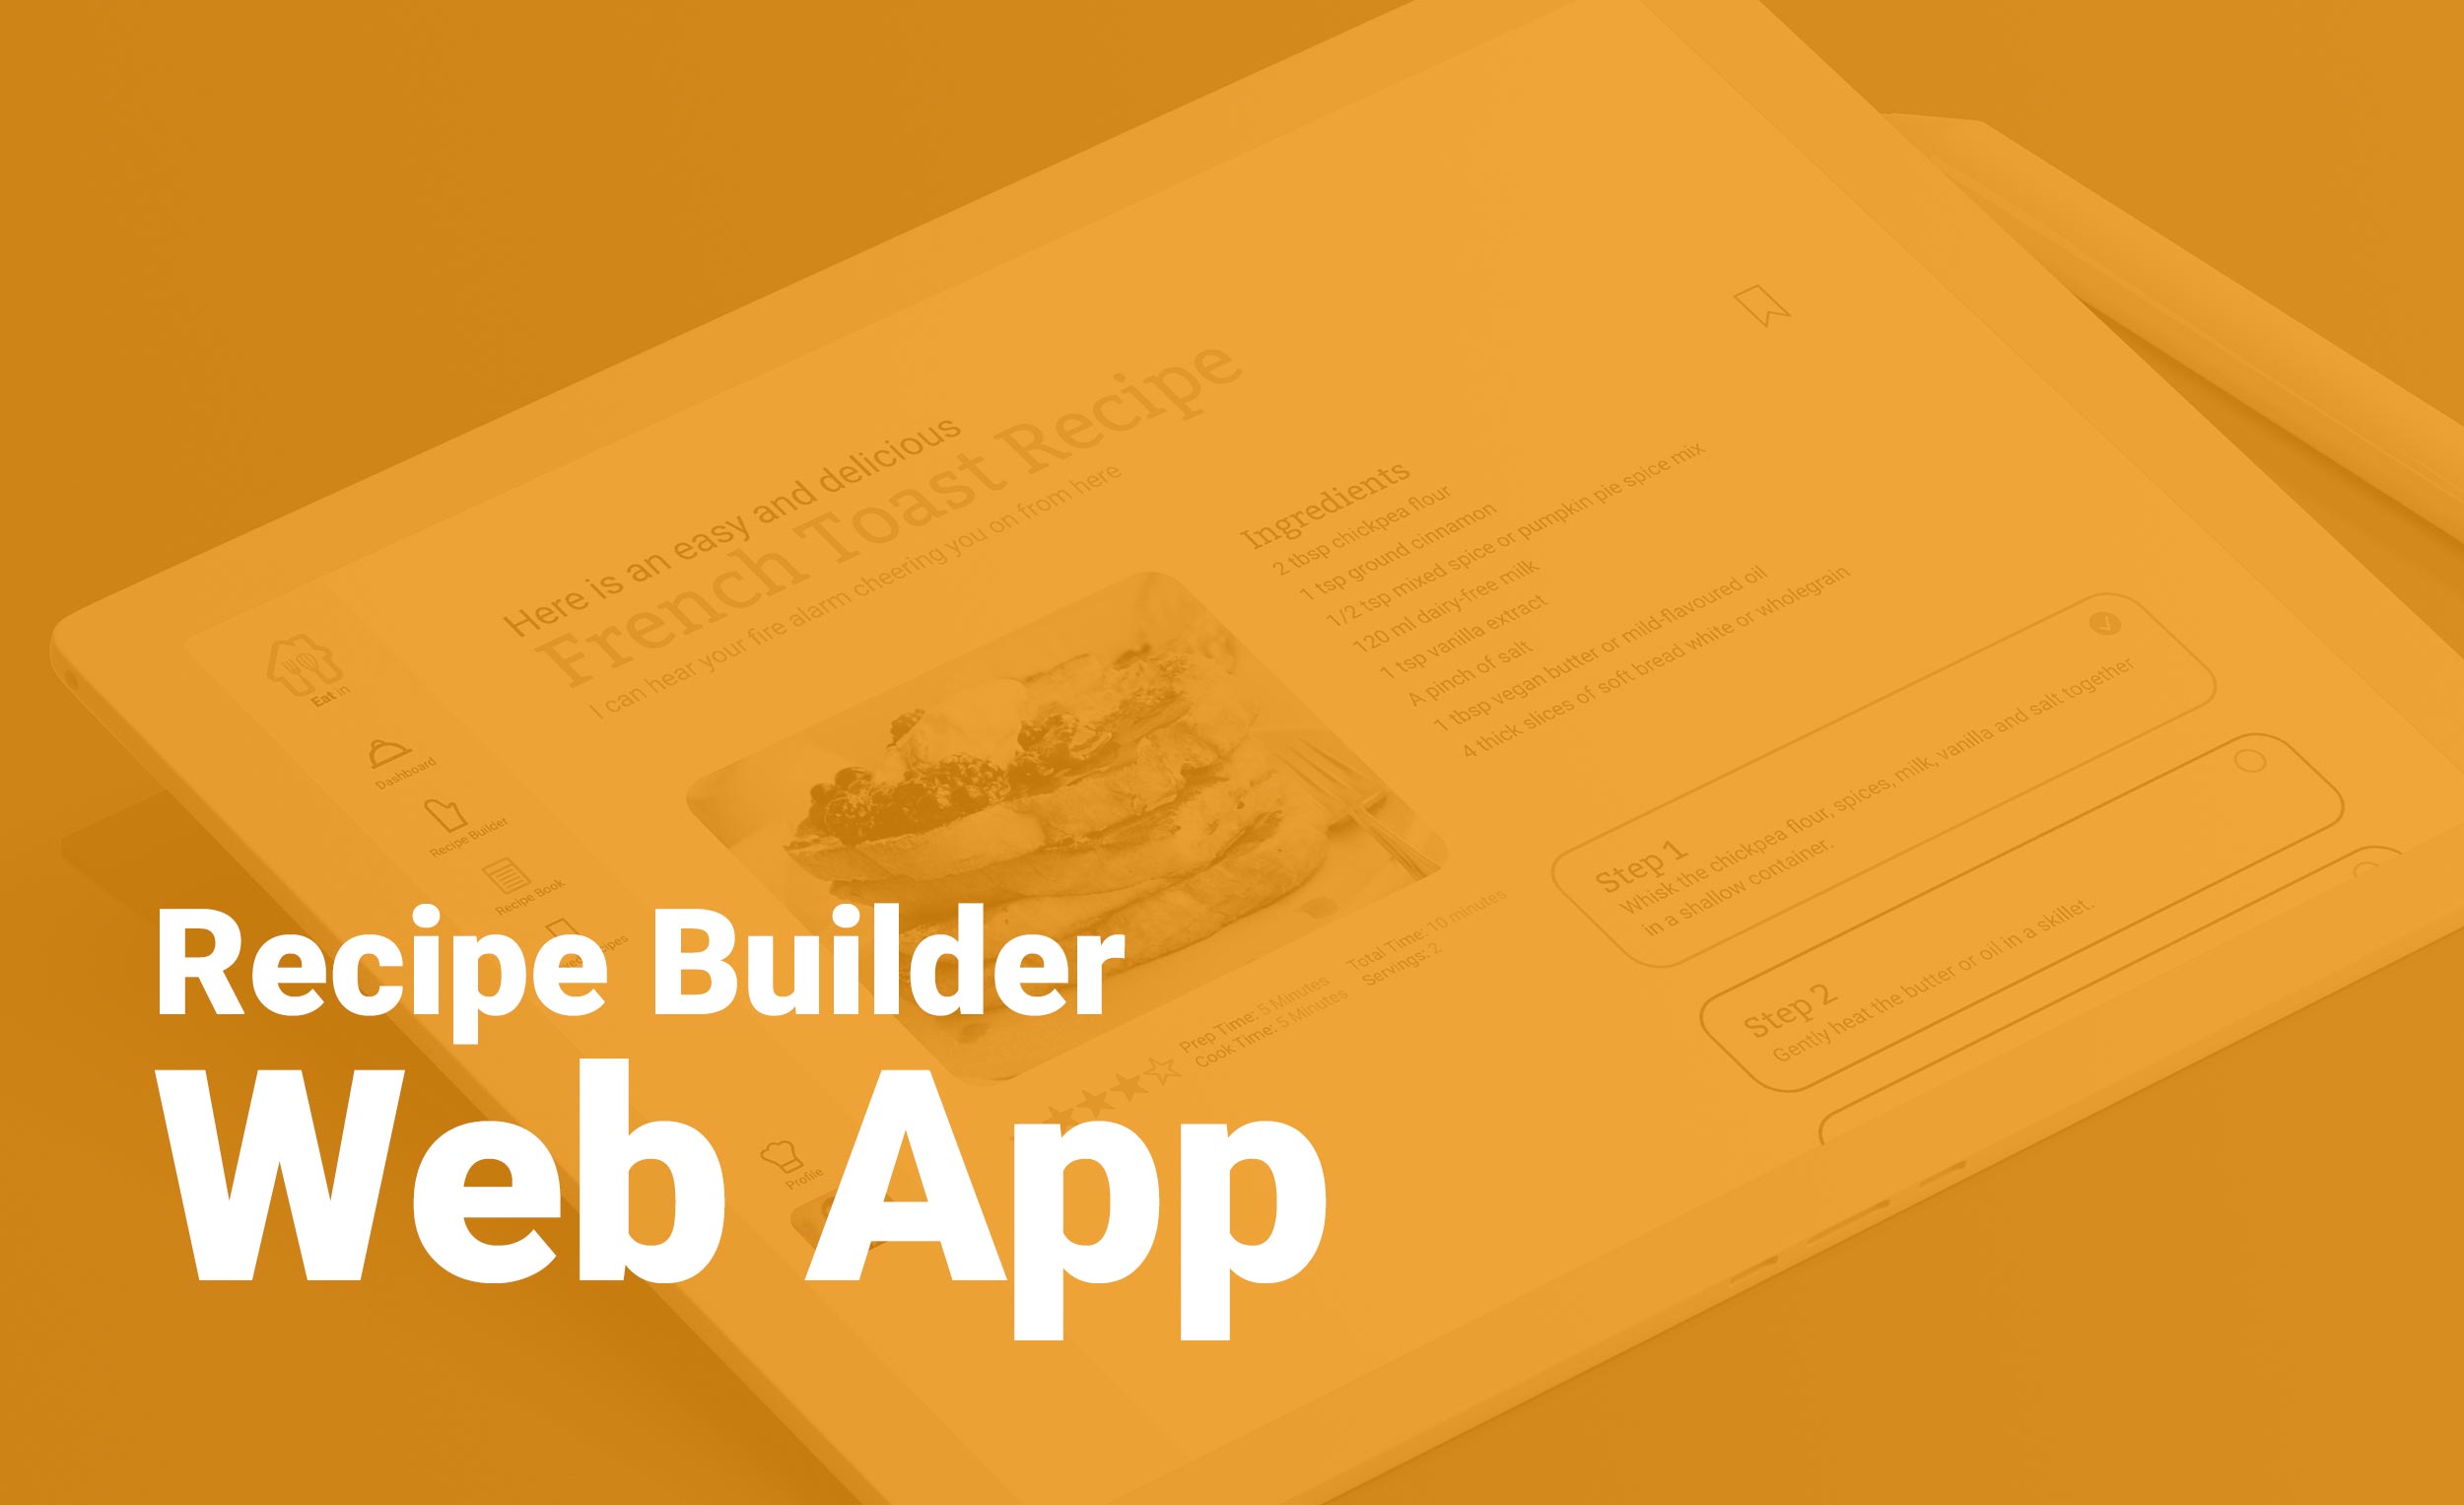 Here is an easy and delicious
French Toast Recipe
I can hear your fire alarm cheering you on from here
Eat in
Dashboard
Recipe Builder
Recipe Book
Profile
Prep Time: 5 Minutes
Cook Time: 5 Minutes
Total Time: 10 minutes
Servings: 2
Ingredients
2 tbsp chickpea flour
1 tsp ground cinnamon
1/2 tsp mixed spice or pumpkin pie spice mix
120 ml dairy-free milk
1 tsp vanilla extract
A pinch of salt
1 tbsp vegan butter or mild-flavoured oil
4 thick slices of soft bread white or wholegrain
Step 1
Whisk the chickpea flour, spices, milk, vanilla and salt together
in a shallow container.
Step 2
Gently heat the butter or oil in a skillet.
Recipe Builder
Web App